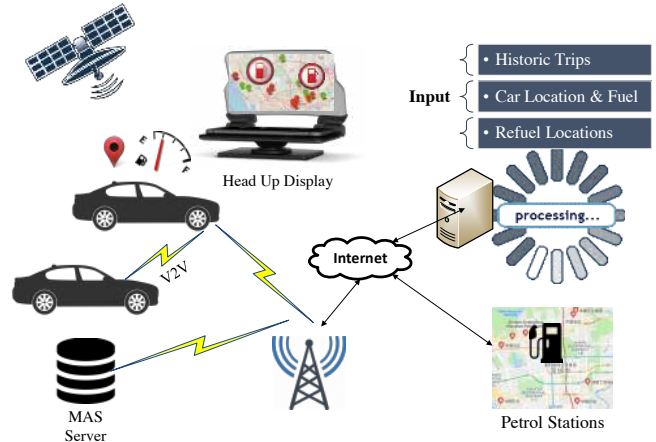 Input
• Historic Trips
• Car Location & Fuel
• Refuel Locations
Head Up Display
processing...
V2V
Internet
MAS
Server
Petrol Stations